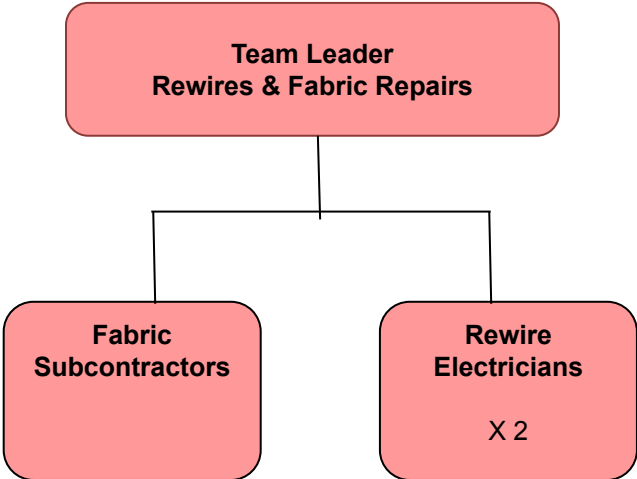 Team Leader
Rewires & Fabric Repairs
Fabric
Subcontractors
Rewire
Electricians
X 2